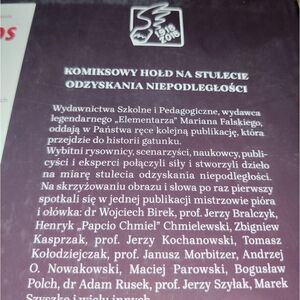 os
1918
2018
KOMIKSOWY HOŁD NA STULECIE
ODZYSKANIA NIEPODLEGŁOŚCI
Wydawnictwa Szkolne i Pedagogiczne, wydawca
legendarnego „Elementarza” Mariana Falskiego,
oddają w Państwa ręce kolejną publikację, która
przejdzie do historii gatunku.
Wybitni rysownicy, scenarzyści, naukowcy, publi-
cyści i eksperci połączyli siły i stworzyli dzieło
na miarę stulecia odzyskania niepodległości.
Na skrzyżowaniu obrazu i słowa po raz pierwszy
spotkali się w jednej publikacji mistrzowie pióra
i ołówka: dr Wojciech Birek, prof. Jerzy Bralczyk,
Henryk „Papcio Chmiel” Chmielewski, Zbigniew
Kasprzak, prof. Jerzy Kochanowski, Tomasz
Kołodziejczak, prof. Janusz Morbitzer, Andrzej
O. Nowakowski, Maciej Parowski, Bogusław
Polch, dr Adam Rusek, prof. Jerzy Szyłak, Marek
Szyszko i wielu innych